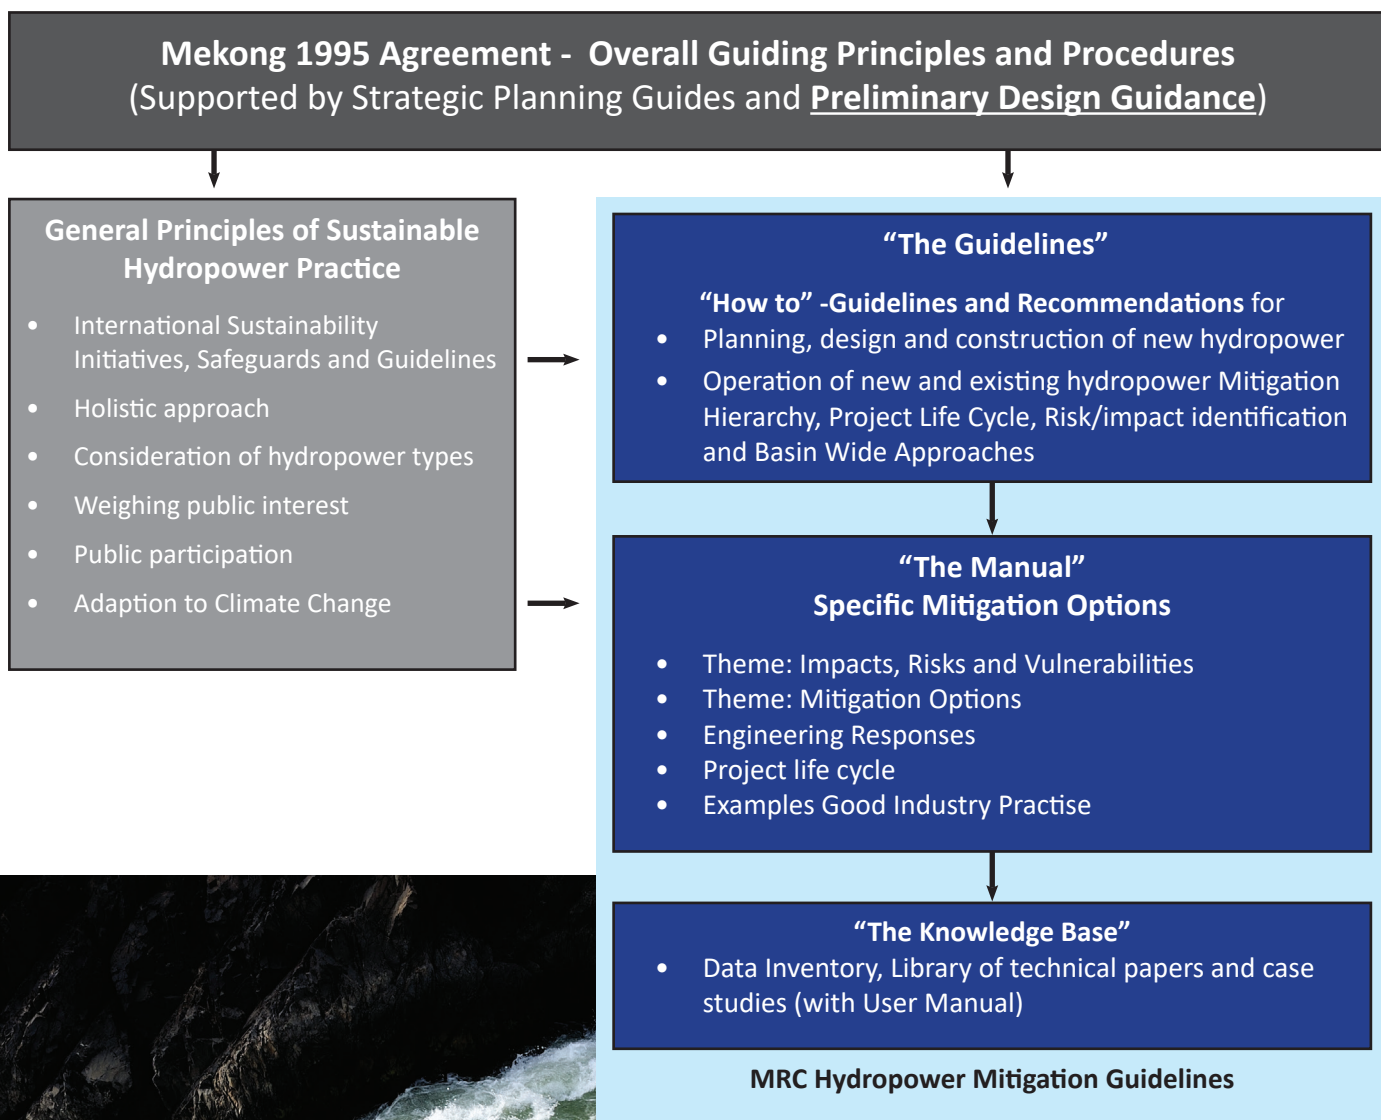 Mekong 1995 Agreement - Overall Guiding Principles and Procedures
(Supported by Strategic Planning Guides and Preliminary Design Guidance)
General Principles of Sustainable
Hydropower Practice
• International Sustainability
Initiatives, Safeguards and Guidelines
• Holistic approach
• Consideration of hydropower types
• Weighing public interest
• Public participation
• Adaption to Climate Change
“The Guidelines”
“How to” -Guidelines and Recommendations for
• Planning, design and construction of new hydropower
• Operation of new and existing hydropower Mitigation
Hierarchy, Project Life Cycle, Risk/impact identification
and Basin Wide Approaches
“The Manual”
Specific Mitigation Options
• Theme: Impacts, Risks and Vulnerabilities
• Theme: Mitigation Options
• Engineering Responses
• Project life cycle
• Examples Good Industry Practise
“The Knowledge Base”
• Data Inventory, Library of technical papers and case
studies (with User Manual)
MRC Hydropower Mitigation Guidelines